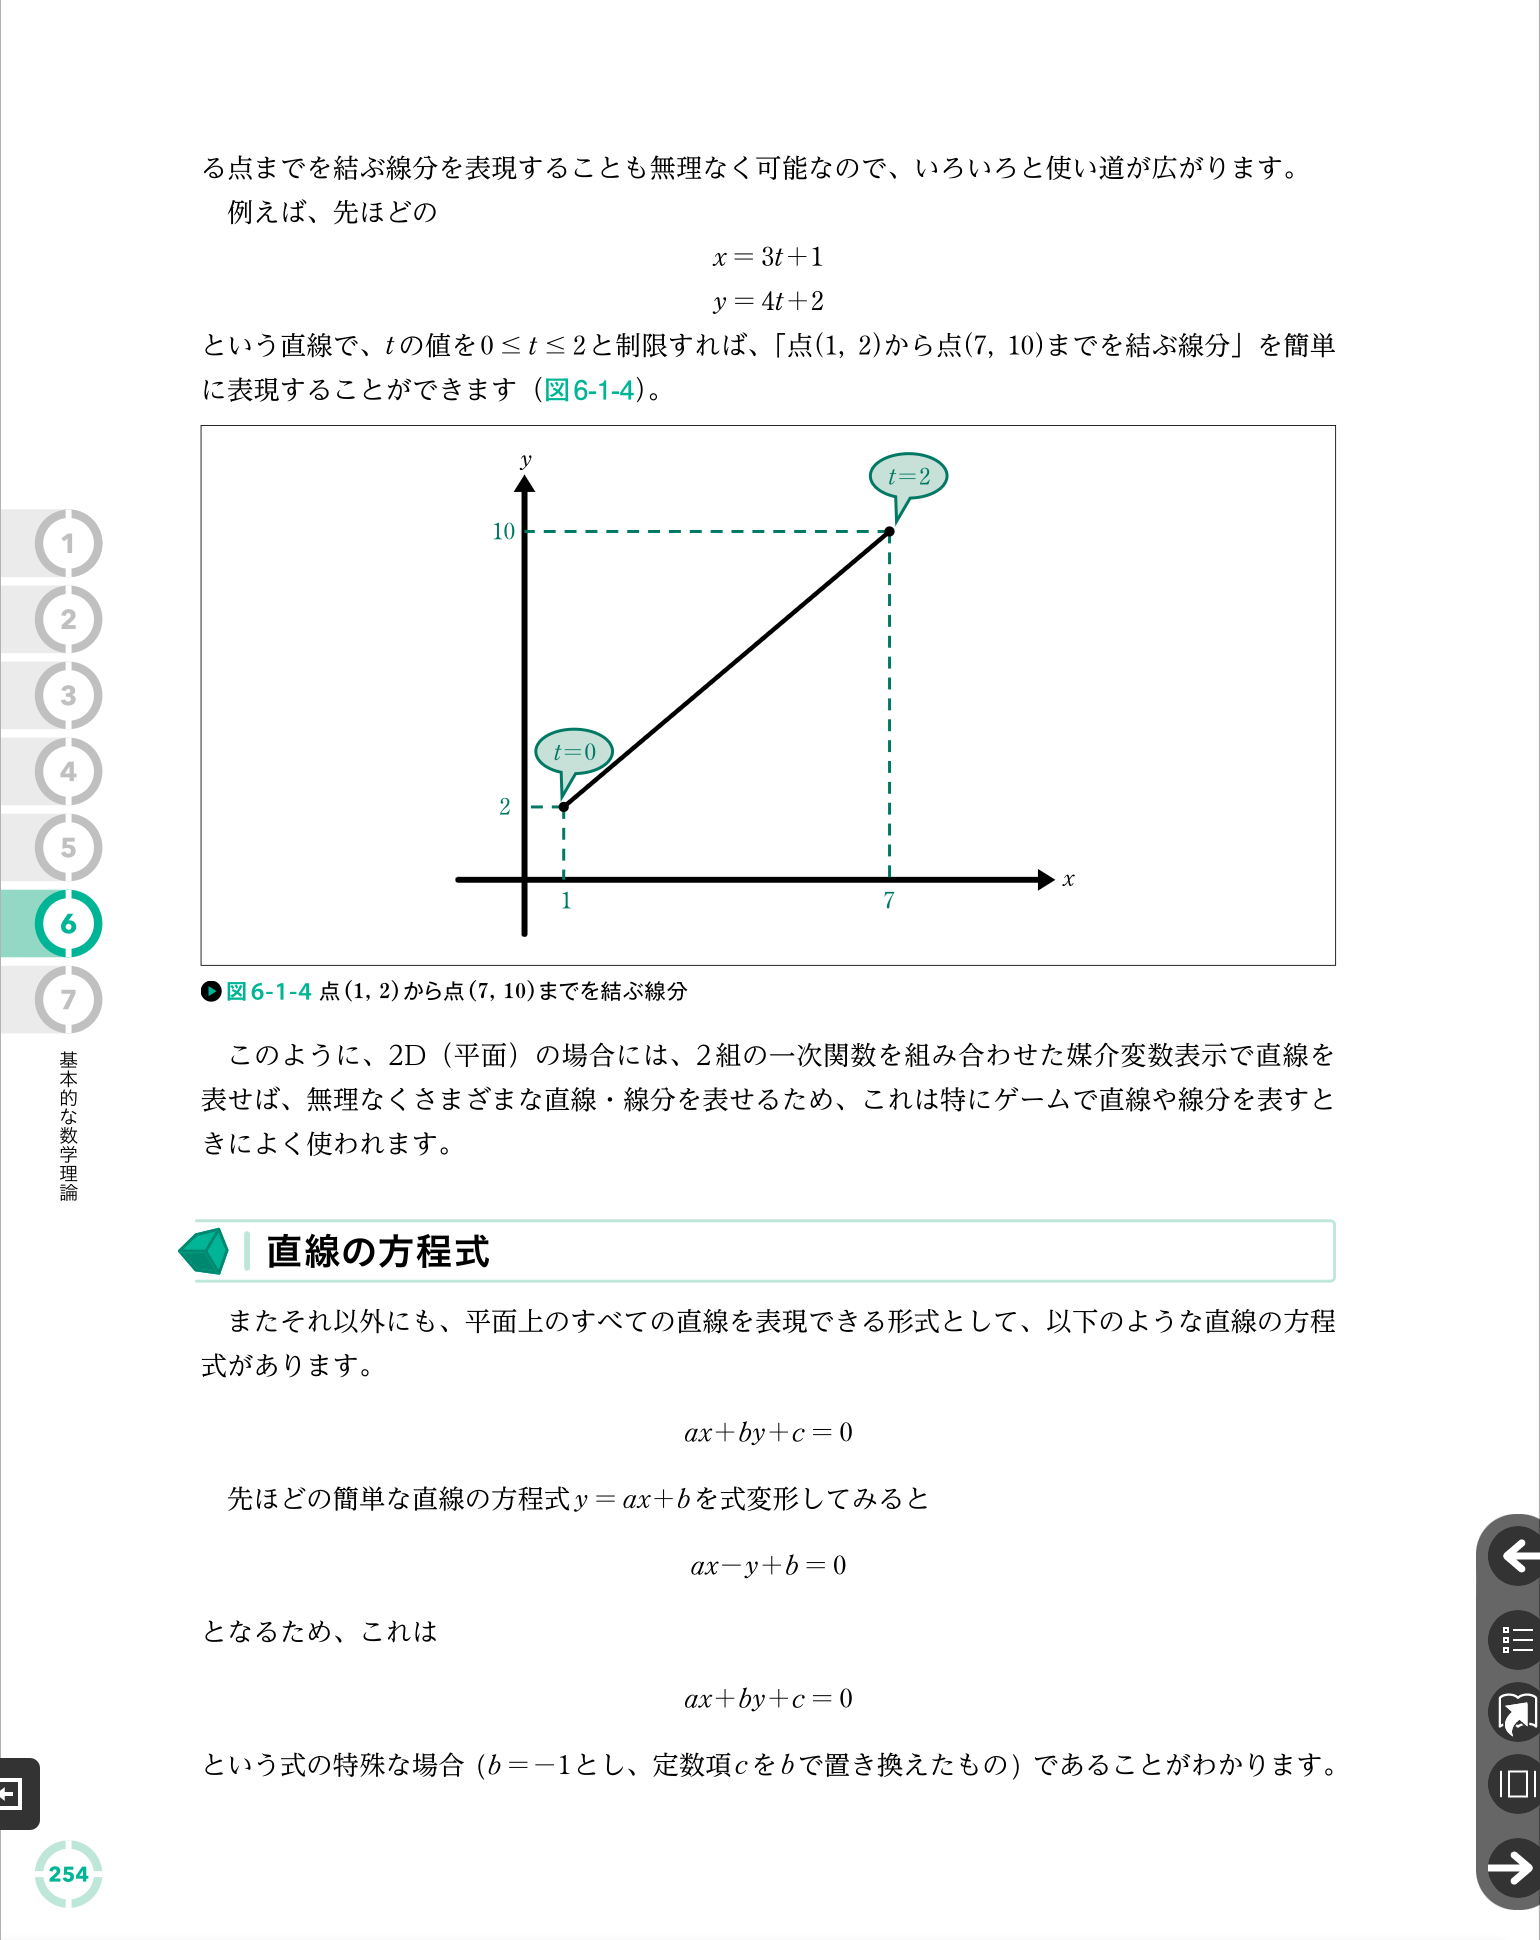 る点までを結ぶ線分を表現することも無理なく可能なので、いろいろと使い道が広がります。
例えば、先ほどの
x = 3t+1
y = 4t+2
という直線で、tの値を0 ≤ t ≤ 2と制限すれば、「点(1, 2)から点(7, 10)までを結ぶ線分」を簡単
に表現することができます（図6-1-4）。
y
t=2
10
t=0
2
x
1
7
図6-1-4 点(1, 2)から点(7, 10)までを結ぶ線分
このように、2D（平面）の場合には、2組の一次関数を組み合わせた媒介変数表示で直線を
表せば、無理なくさまざまな直線・線分を表せるため、これは特にゲームで直線や線分を表すと
きによく使われます。
直線の方程式
またそれ以外にも、平面上のすべての直線を表現できる形式として、以下のような直線の方程
式があります。
ax+by+c = 0
先ほどの簡単な直線の方程式y = ax+bを式変形してみると
ax−y+b = 0
となるため、これは
ax+by+c = 0
という式の特殊な場合 (b = −1とし、定数項cをbで置き換えたもの) であることがわかります。
1
2
3
4
5
6
7
基本的な数学理論
254